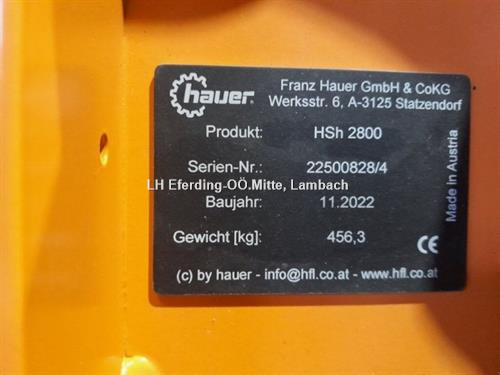 hauer
Franz Hauer GmbH & CoKG
Werksstr. 6, A-3125 Statzendorf
Produkt: HSh 2800
Serien-Nr.: 22500828/4
LH Eferding-OÖ.Mitte, Lambach
Baujahr: 11.2022
Gewicht [kg]: 456,3
(c) by hauer - info@hfl.co.at - www.hfl.co.at
Made in Austria
CE